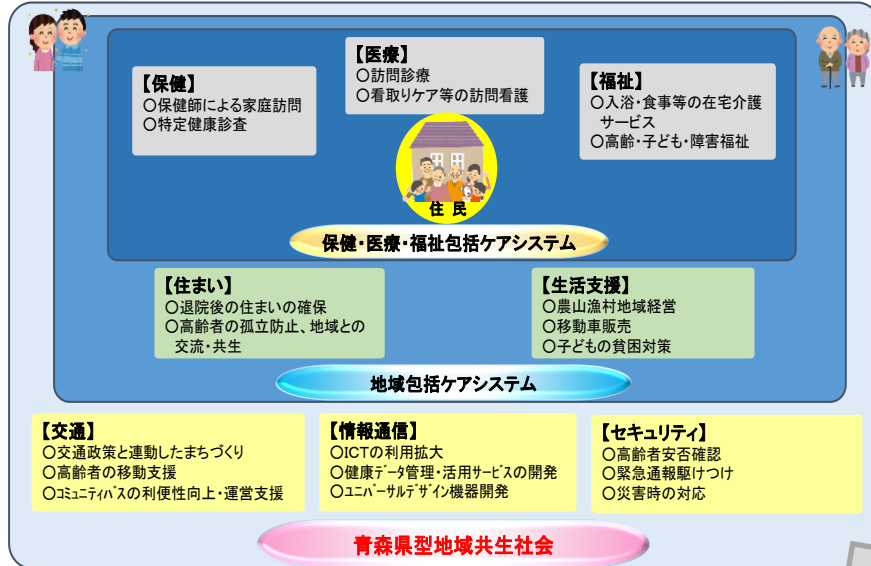 【保健】
○保健師による家庭訪問
○特定健康診査
【医療】
○訪問診療
○看取りケア等の訪問看護
【福祉】
○入浴・食事等の在宅介護
サービス
○高齢・子ども・障害福祉
住 民
保健・医療・福祉包括ケアシステム
【住まい】
○退院後の住まいの確保
○高齢者の孤立防止、地域との
交流・共生
【生活支援】
○農山漁村地域経営
○移動車販売
○子どもの貧困対策
地域包括ケアシステム
【交通】
○交通政策と連動したまちづくり
○高齢者の移動支援
○ｺﾐｭﾆﾃｨﾊﾞｽの利便性向上・運営支援
【情報通信】
○ICTの利用拡大
○健康ﾃﾞｰﾀ管理・活用サービスの開発
○ﾕﾆﾊﾞｰｻﾙﾃﾞｻﾞｲﾝ機器開発
【セキュリティ】
○高齢者安否確認
○緊急通報駆けつけ
○災害時の対応
青森県型地域共生社会